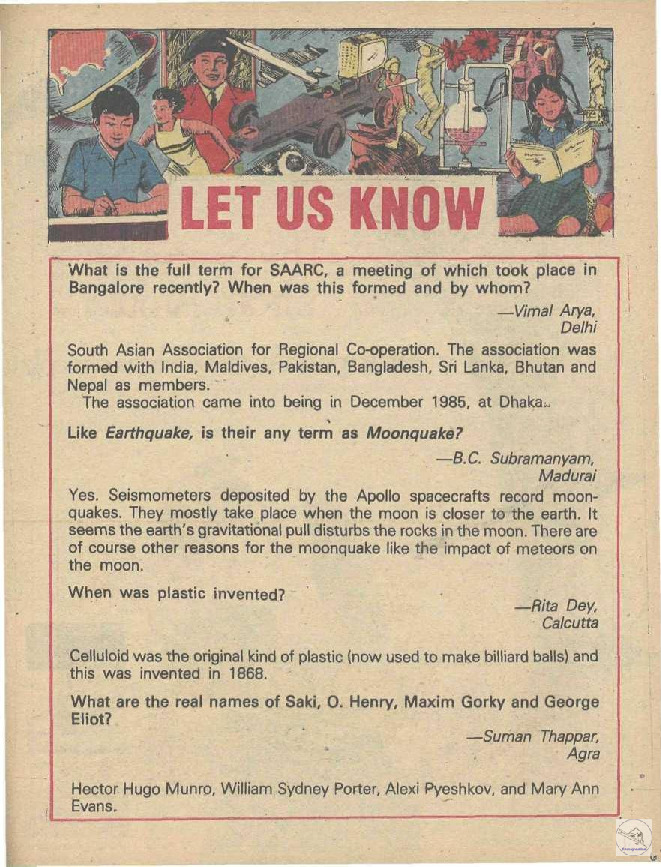 LET US KNOW
What is the full term for SAARC, a meeting of which took place in
Bangalore recently? When was this formed and by whom?
—Vimal Arya,
Delhi
South Asian Association for Regional Co-operation. The association was
formed with India, Maldives, Pakistan, Bangladesh, Sri Lanka, Bhutan and
Nepal as members.
The association came into being in December 1985, at Dhaka.
Like Earthquake, is their any term as Moonquake?
—B.C. Subramanyam,
Madurai
Yes. Seismometers deposited by the Apollo spacecrafts record moon-
quakes. They mostly take place when the moon is closer to the earth. It
seems the earth's gravitational pull disturbs the rocks in the moon. There are
of course other reasons for the moonquake like the impact of meteors on
the moon.
When was plastic invented?
—Rita Dey,
Calcutta
Celluloid was the original kind of plastic (now used to make billiard balls) and
this was invented in 1868.
What are the real names of Saki, O. Henry, Maxim Gorky and George
Eliot?
—Suman Thappar,
Agra
Hector Hugo Munro, William Sydney Porter, Alexi Pyeshkov, and Mary Ann
Evans.